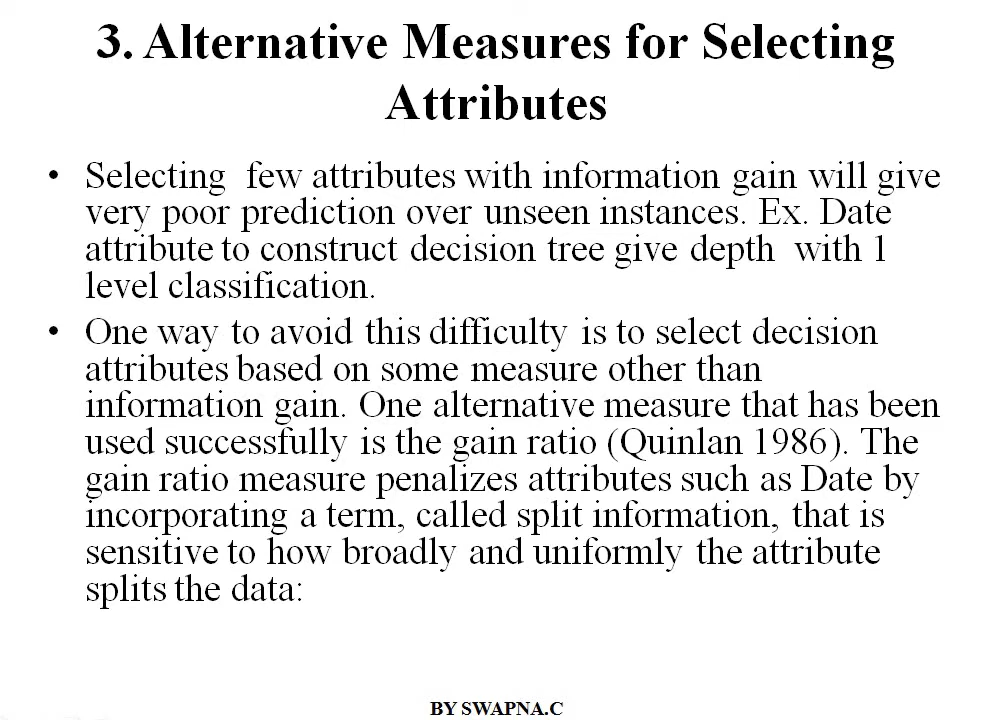 3. Alternative Measures for Selecting
Attributes
• Selecting few attributes with information gain will give
very poor prediction over unseen instances. Ex. Date
attribute to construct decision tree give depth with 1
level classification.
• One way to avoid this difficulty is to select decision
attributes based on some measure other than
information gain. One alternative measure that has been
used successfully is the gain ratio (Quinlan 1986). The
gain ratio measure penalizes attributes such as Date by
incorporating a term, called split information, that is
sensitive to how broadly and uniformly the attribute
splits the data:
BY SWAPNA.C